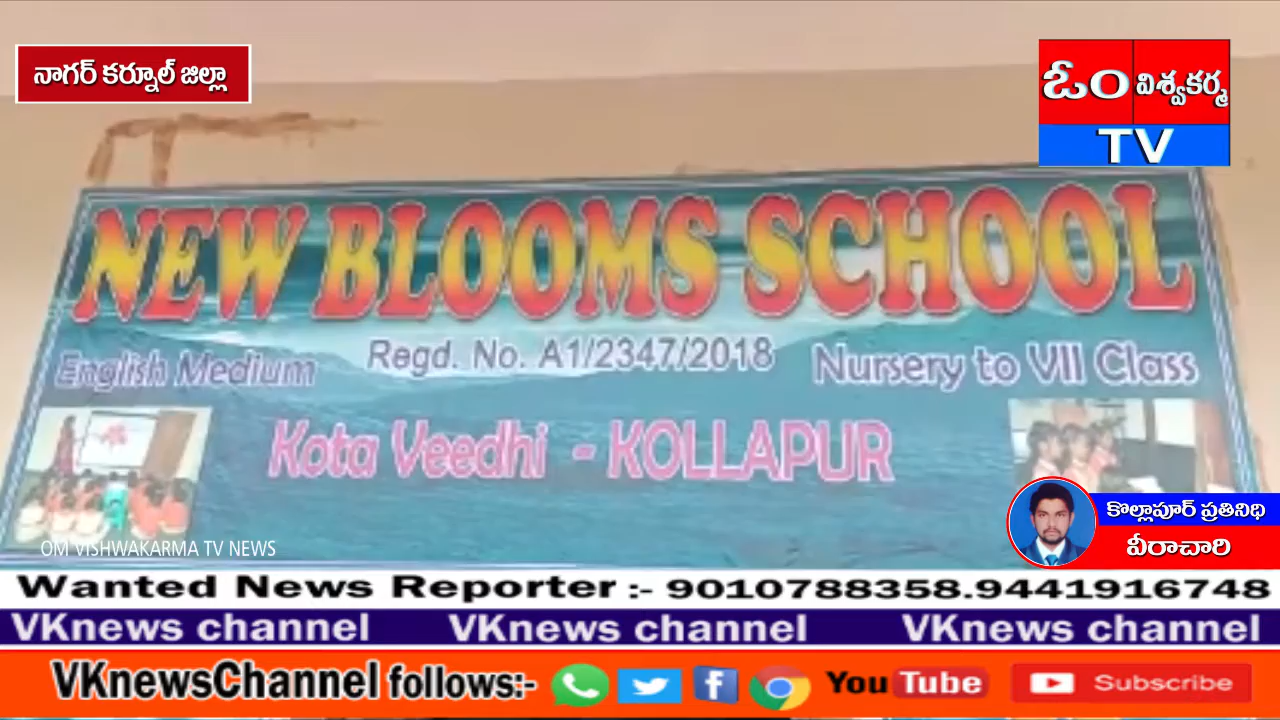 నాగర్ కర్నూల్ జిల్లా
ఓం విశ్వకర్మ
TV
NEW BLOOMS SCHOOL
English Medium Regd. No. A1/2347/2018 Nursery to VII Class
Kota Veedhi - KOLLAPUR
కొల్లాపూర్ ప్రతినిధి
వీరాచారి
OM VISHWAKARMA TV NEWS
Wanted News Reporter :- 9010788358.9441916748
VKnews channel VKnews channel VKnews channel
VKnewsChannel follows:- You Tube Subscribe